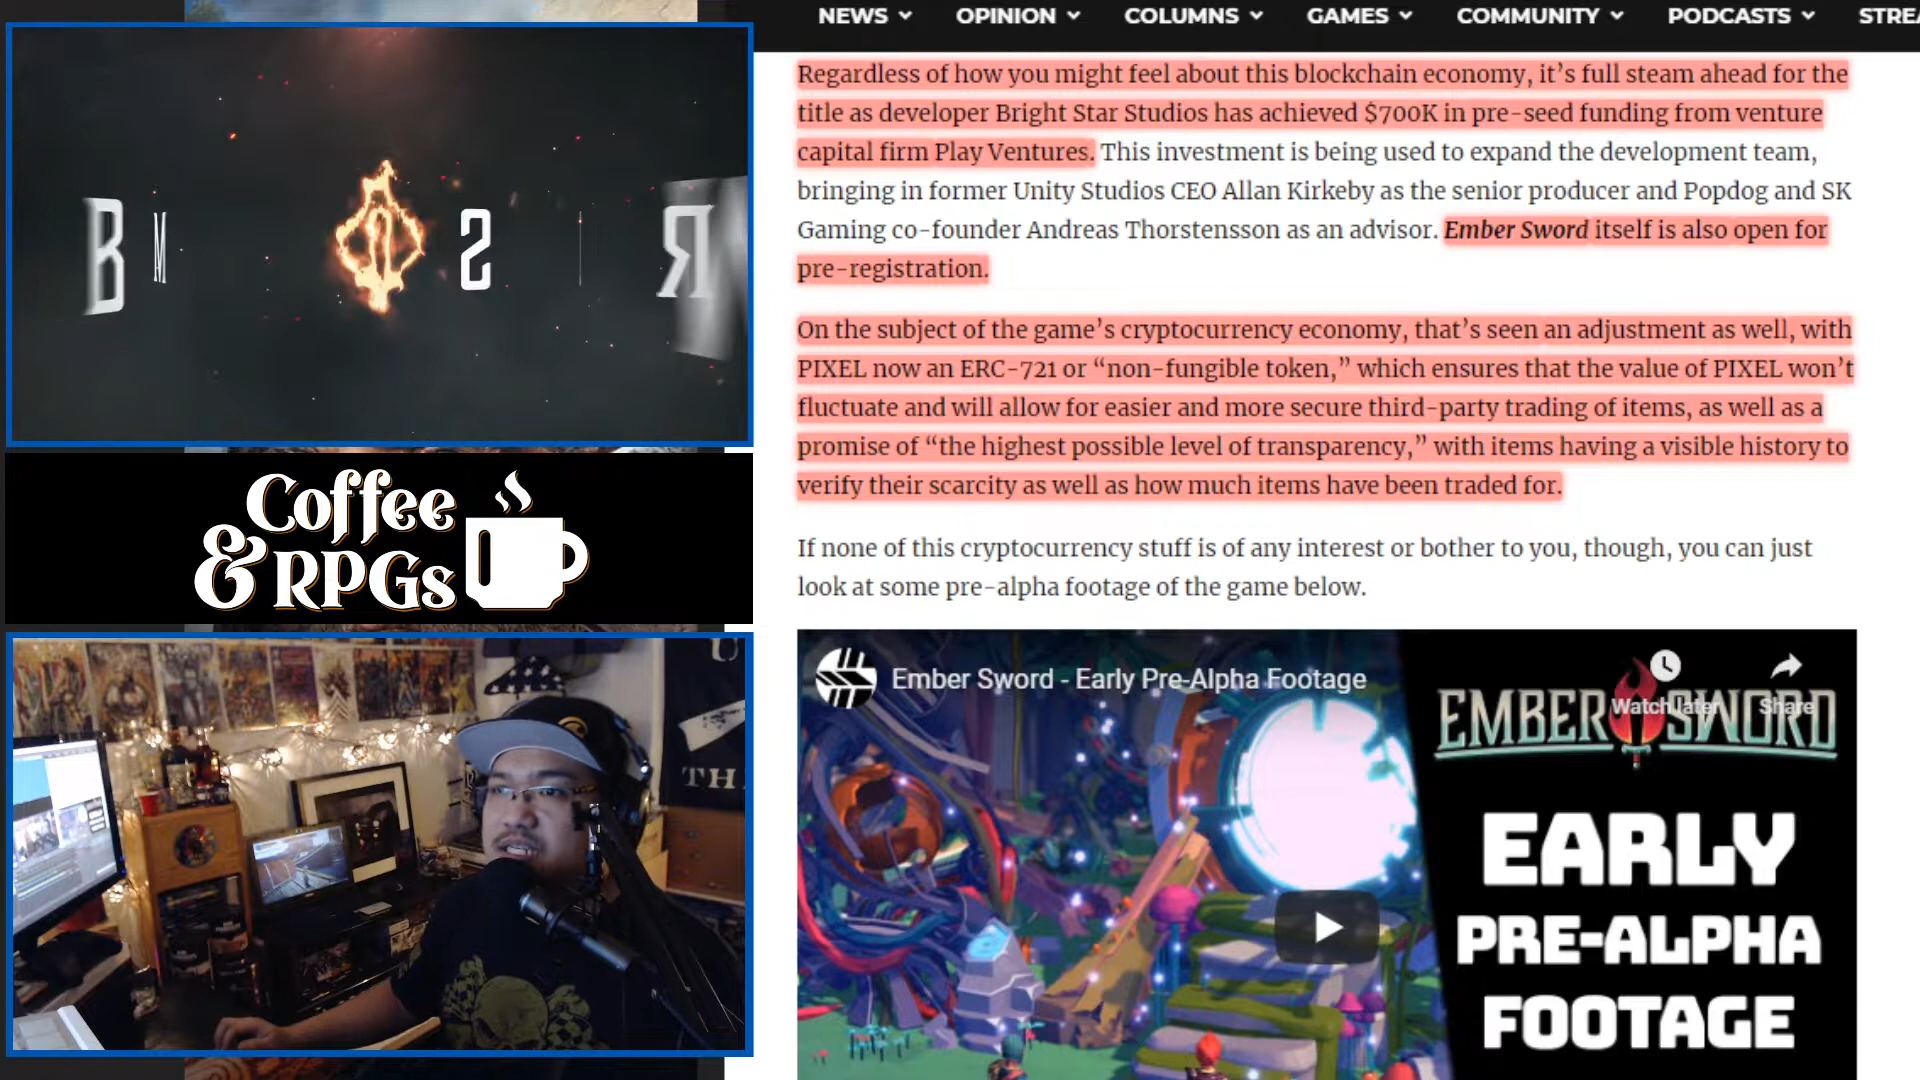 NEWS OPINION COLUMNS GAMES COMMUNITY PODCASTS STREA
Regardless of how you might feel about this blockchain economy, it’s full steam ahead for the
title as developer Bright Star Studios has achieved $700K in pre-seed funding from venture
capital firm Play Ventures. This investment is being used to expand the development team,
bringing in former Unity Studios CEO Allan Kirkeby as the senior producer and Popdog and SK
Gaming co-founder Andreas Thorstensson as an advisor. Ember Sword itself is also open for
pre-registration.
On the subject of the game’s cryptocurrency economy, that’s seen an adjustment as well, with
PIXEL now an ERC-721 or “non-fungible token,” which ensures that the value of PIXEL won’t
fluctuate and will allow for easier and more secure third-party trading of items, as well as a
promise of “the highest possible level of transparency,” with items having a visible history to
verify their scarcity as well as how much items have been traded for.
If none of this cryptocurrency stuff is of any interest or bother to you, though, you can just
look at some pre-alpha footage of the game below.
Ember Sword - Early Pre-Alpha Footage
Watch later Share
EMBER SWORD
EARLY
PRE-ALPHA
FOOTAGE
B M S R
Coffee
& RPGs
U
TH